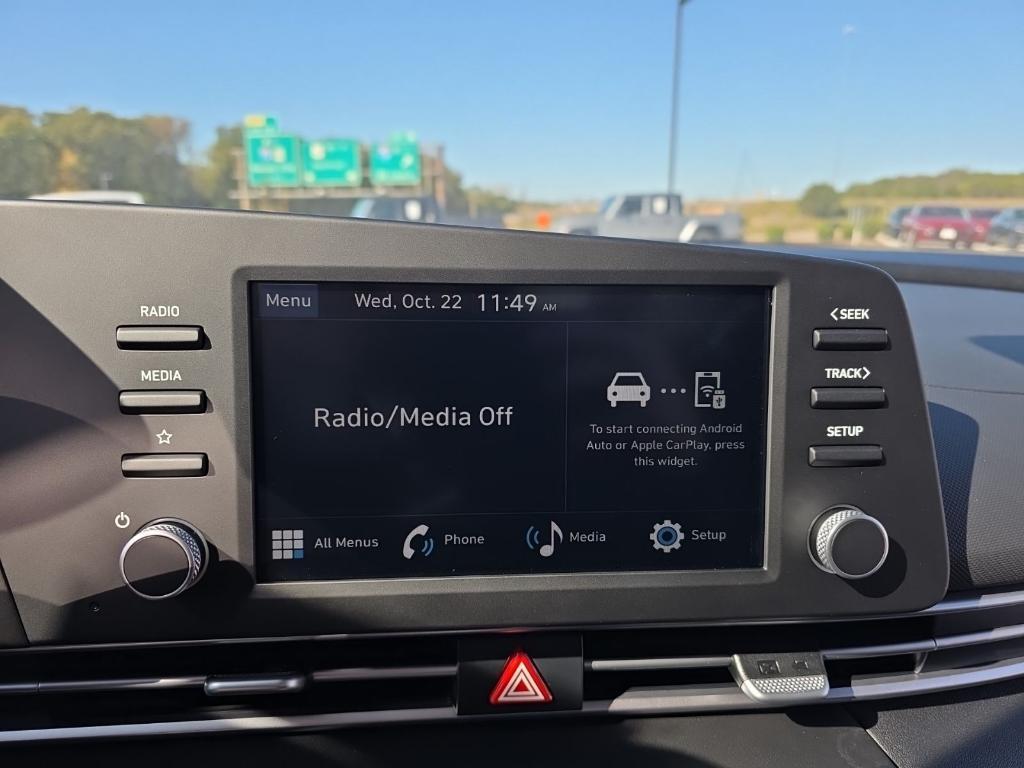 RADIO
MEDIA
Menu
Wed, Oct. 22 11:49 AM
Radio/Media Off
To start connecting Android
Auto or Apple CarPlay, press
this widget.
All Menus
Phone
Media
Setup
<SEEK
TRACK>
SETUP